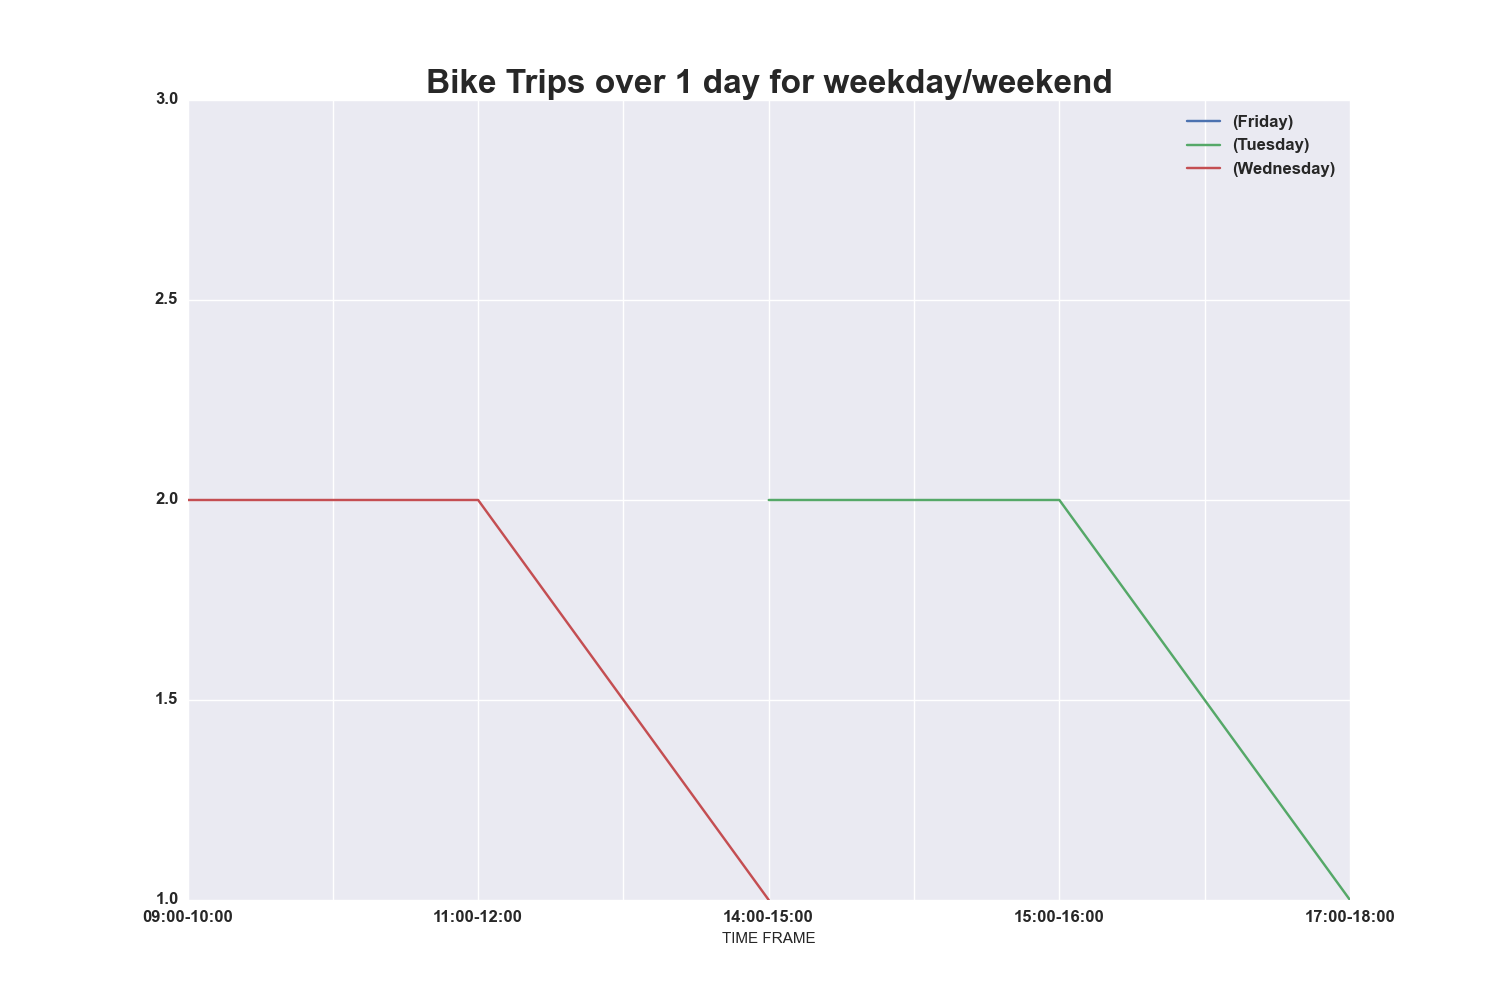 Bike Trips over 1 day for weekday/weekend
3.0
(Friday)
(Tuesday)
(Wednesday)
2.5
2.0
1.5
1.0
09:00-10:00 11:00-12:00 14:00-15:00 15:00-16:00 17:00-18:00
TIME FRAME